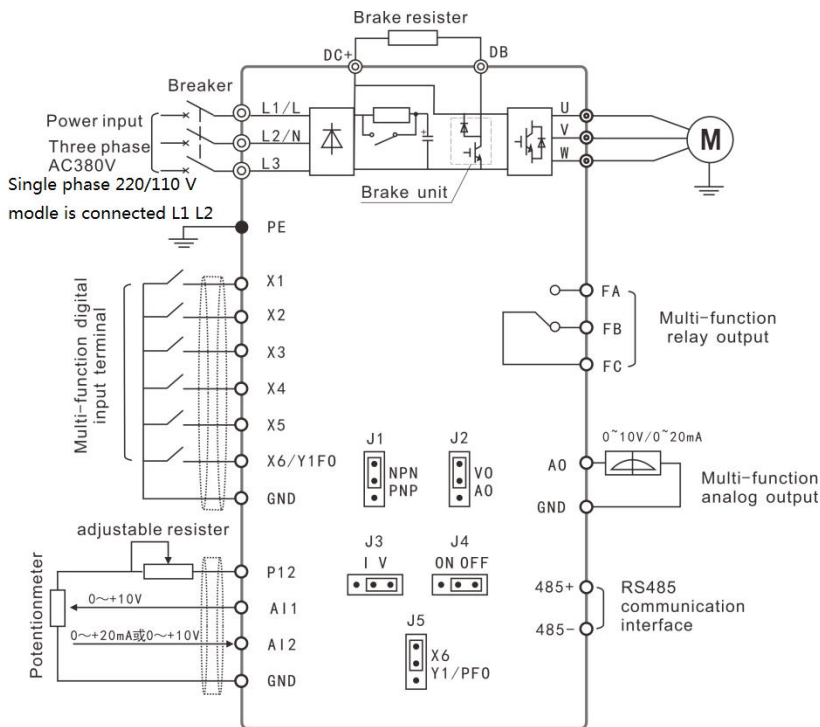 Brake resister
DC+
DB
Breaker
Power input
Three phase
AC380V
Single phase 220/110 V
modle is connected L1 L2
L1/L
L2/N
L3
U
V
W
M
Brake unit
PE
Multi-function digital
input terminal
X1
X2
X3
X4
X5
X6/Y1FO
GND
FA
FB
FC
Multi-function
relay output
J1
NPN
PNP
J2
VO
AO
0~10V/0~20mA
AO
GND
Multi-function
analog output
J3
I V
J4
ON OFF
J5
X6
Y1/PFO
adjustable resister
Potentionmeter
0~+10V
0~+20mA或0~+10V
P12
AI1
AI2
GND
485+
485-
RS485
communication
interface